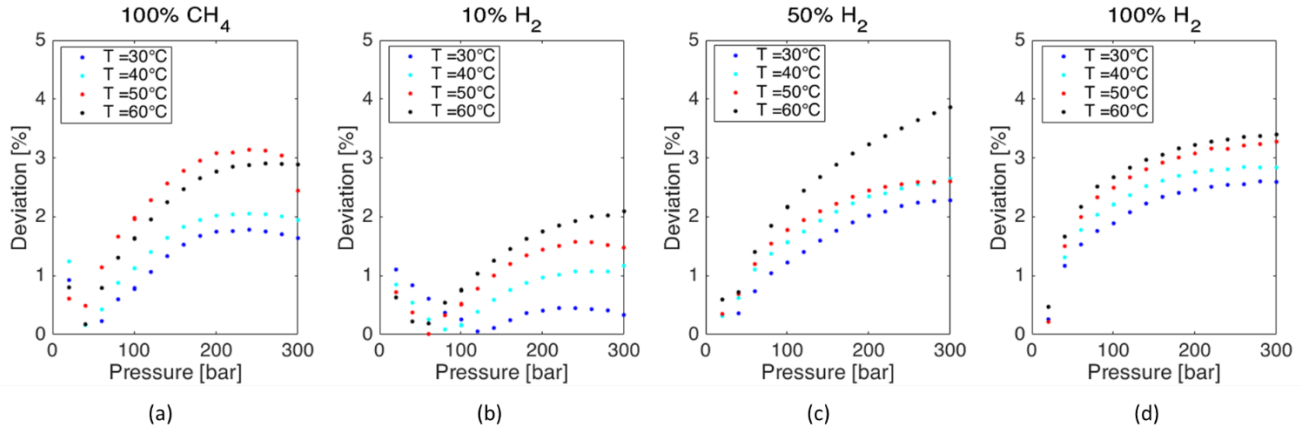 100% CH4
5
4
3
2
1
0
Deviation [%]
T =30°C
T =40°C
T =50°C
T =60°C
0
100
200
300
Pressure [bar]
(a)
10% H2
5
4
3
2
1
0
Deviation [%]
T =30°C
T =40°C
T =50°C
T =60°C
0
100
200
300
Pressure [bar]
(b)
50% H2
5
4
3
2
1
0
Deviation [%]
T =30°C
T =40°C
T =50°C
T =60°C
0
100
200
300
Pressure [bar]
(c)
100% H2
5
4
3
2
1
0
Deviation [%]
T =30°C
T =40°C
T =50°C
T =60°C
0
100
200
300
Pressure [bar]
(d)